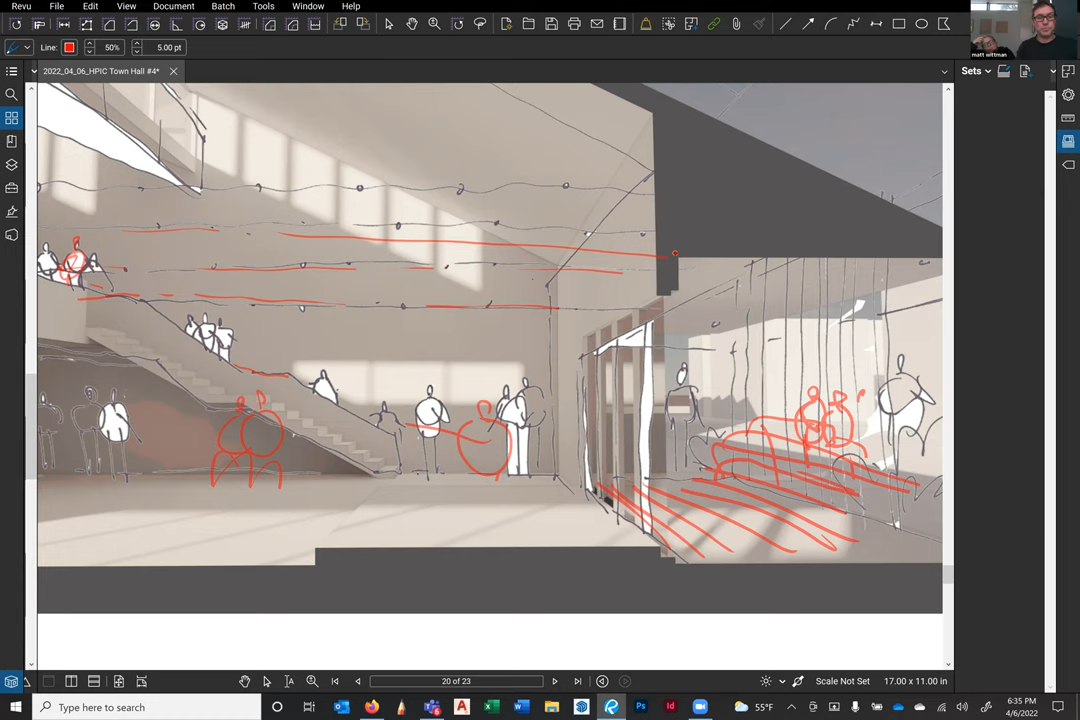 Revu File Edit View Document Batch Tools Window Help
Line: 50% 5.00 pt
matt wittman
2022_04_06_HPIC Town Hall #4*
Sets
20 of 23
Scale Not Set 17.00 x 11.00 in
Type here to search
55°F
6:35 PM
4/6/2022